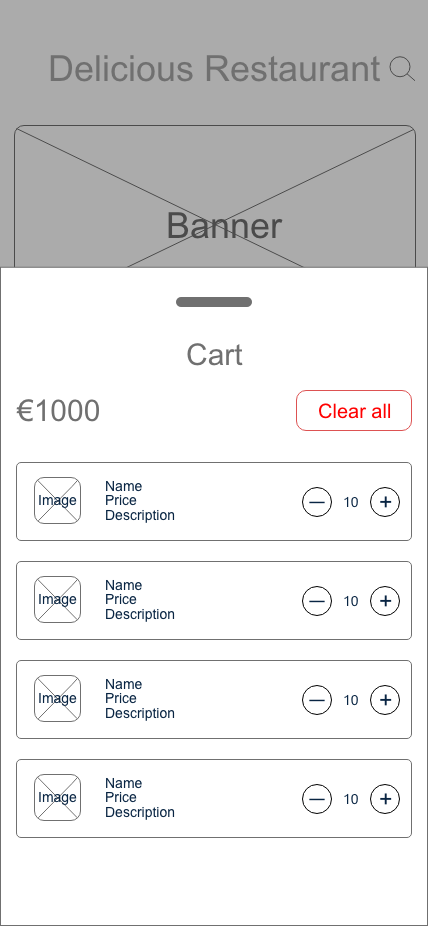 Delicious Restaurant
Banner
Cart
€1000
Clear all
Image
Name
Price
Description
10
Image
Name
Price
Description
10
Image
Name
Price
Description
10
Image
Name
Price
Description
10